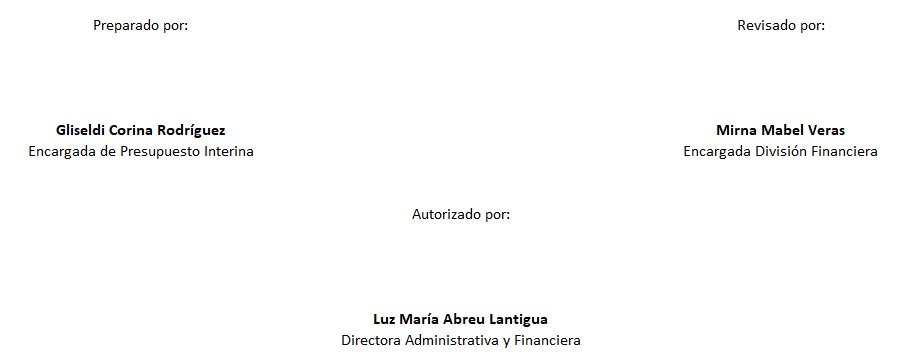 Preparado por:
Revisado por:
Gliseldi Corina Rodríguez
Mirna Mabel Veras
Encargada de Presupuesto Interina
Encargada División Financiera
Autorizado por:
Luz María Abreu Lantigua
Directora Administrativa y Financiera